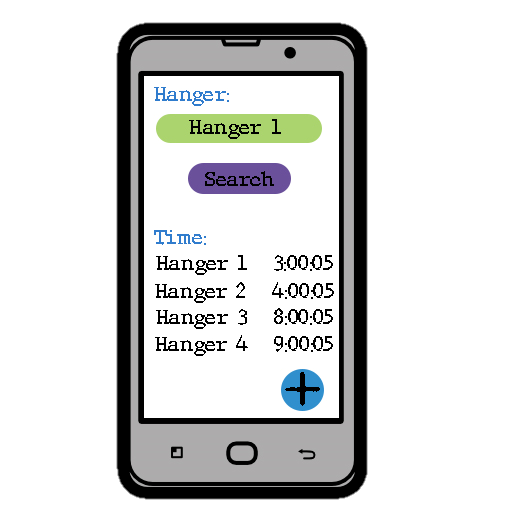 Hanger:
Hanger 1
Search
Time:
Hanger 1 3:00:05
Hanger 2 4:00:05
Hanger 3 8:00:05
Hanger 4 9:00:05
+